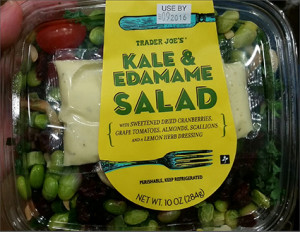 USE BY
2016
TRADER JOE'S
KALE &
EDAMAME
SALAD
WITH SWEETENED DRIED CRANBERRIES,
GRAPE TOMATOES, ALMONDS, SCALLIONS,
AND A LEMON HERB DRESSING
PERISHABLE, KEEP REFRIGERATED
NET WT. 10 OZ (284g)